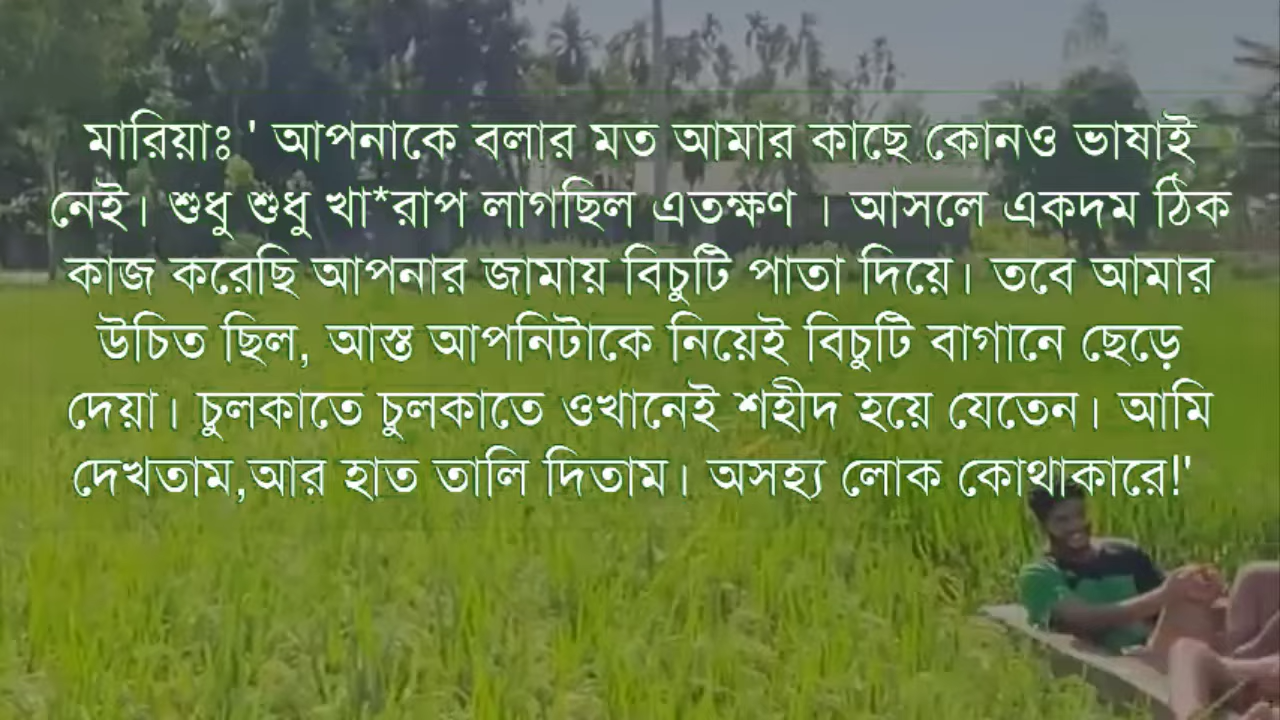 মারিয়াঃ ' আপনাকে বলার মত আমার কাছে কোনও ভাষাই
নেই। শুধু শুধু খা*রাপ লাগছিল এতক্ষণ । আসলে একদম ঠিক
কাজ করেছি আপনার জামায় বিচুটি পাতা দিয়ে। তবে আমার
উচিত ছিল, আস্ত আপনিটাকে নিয়েই বিচুটি বাগানে ছেড়ে
দেয়া। চুলকাতে চুলকাতে ওখানেই শহীদ হয়ে যেতেন। আমি
দেখতাম,আর হাত তালি দিতাম। অসহ্য লোক কোথাকারে!'